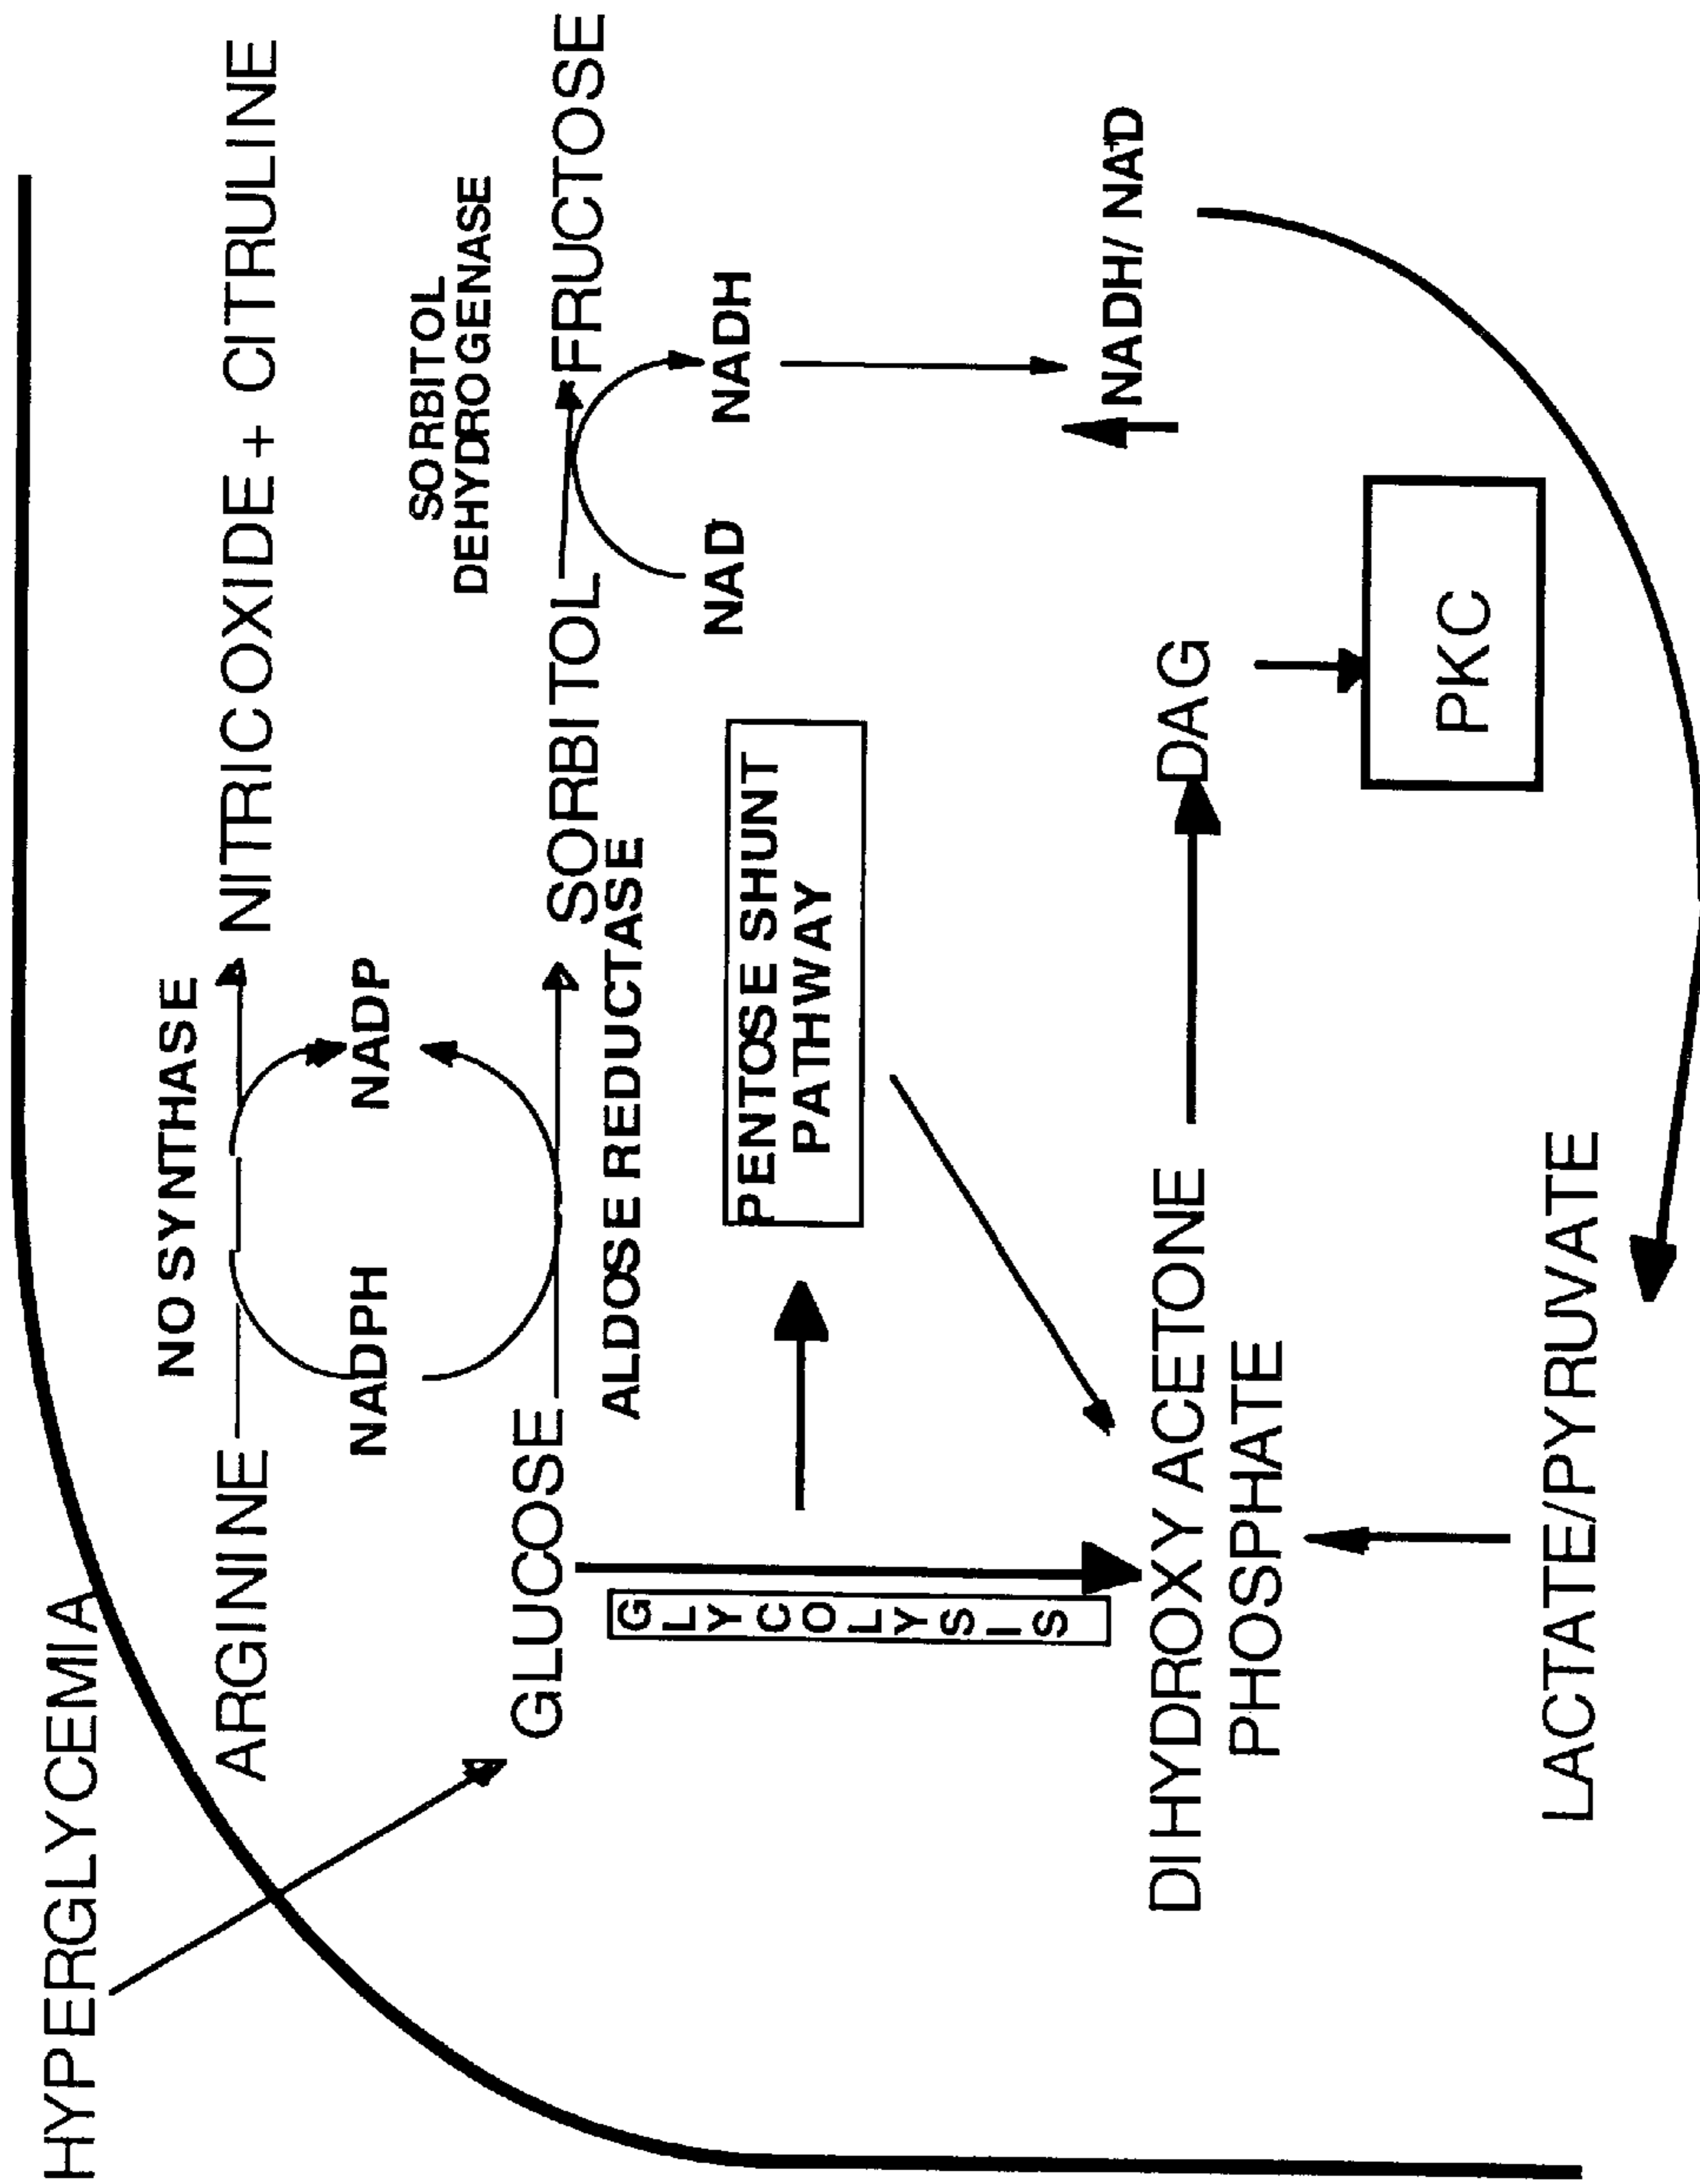 HYPERGLYCEMIA
NO SYNTHASE
ARGININE
NITRIC OXIDE + CITRULINE
NADPH
NADP
SORBITOL
DEHYDROGENASE
GLUCOSE
SORBITOL
FRUCTOSE
ALDOSE REDUCTASE
NAD
NADH
GLYCOLYSIS
PENTOSE SHUNT
PATHWAY
NADH/NAD+
DIHYDROXY ACETONE
PHOSPHATE
DAG
PKC
LACTATE/PYRUVATE